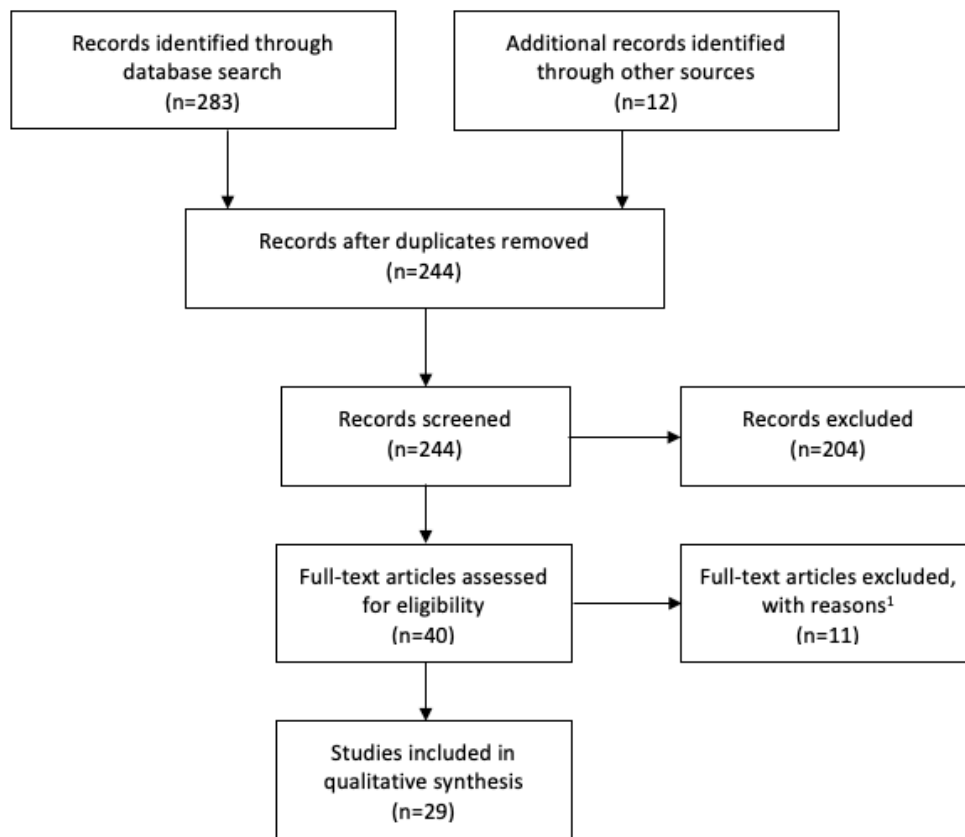 Records identified through
database search
(n=283)
Additional records identified
through other sources
(n=12)
Records after duplicates removed
(n=244)
Records screened
(n=244)
Records excluded
(n=204)
Full-text articles assessed
for eligibility
(n=40)
Full-text articles excluded,
with reasons¹
(n=11)
Studies included in
qualitative synthesis
(n=29)